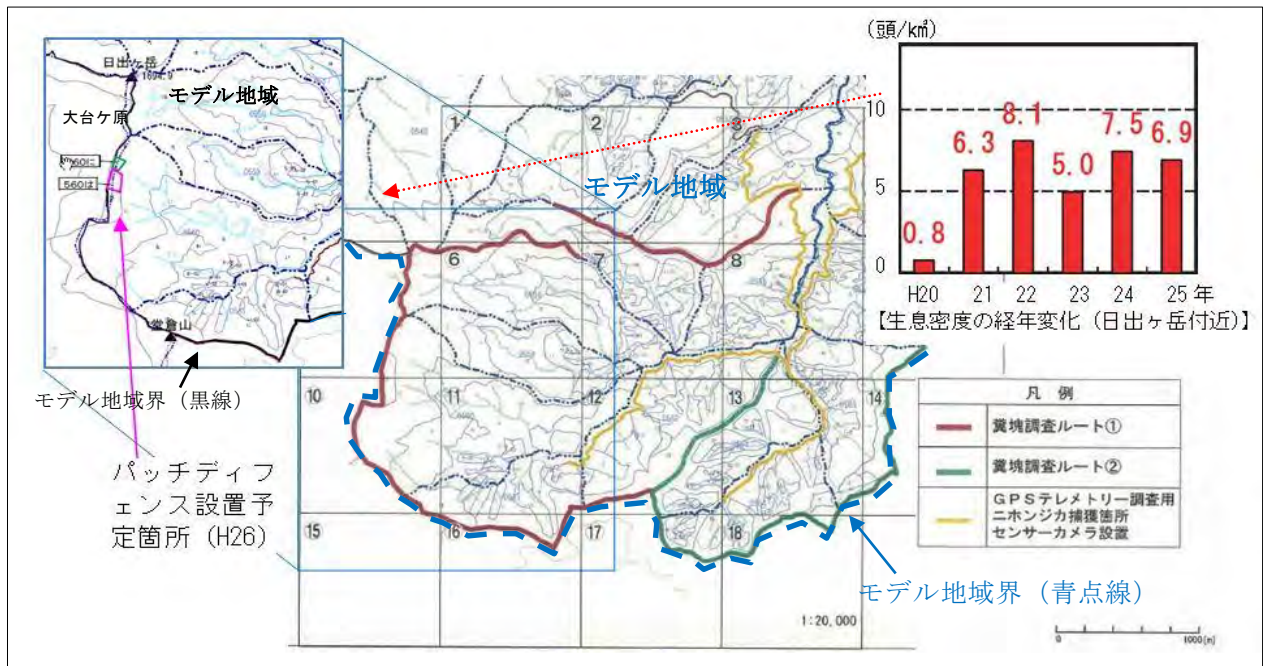 日出ヶ岳
1694.9
モデル地域
大台ケ原
560に
560は
堂倉山
モデル地域界（黒線）
パッチディフ
ェンス設置予
定箇所（H26）
モデル地域
1
2
3
6
7
8
10
11
12
13
14
15
16
17
18
1:20,000
0
1000(m)
(頭/k㎡)
10
5
0
0.8
6.3
8.1
5.0
7.5
6.9
H20
21
22
23
24
25 年
【生息密度の経年変化（日出ヶ岳付近）】
凡　例
糞塊調査ルート①
糞塊調査ルート②
ＧＰＳテレメトリー調査用
ニホンジカ捕獲箇所
センサーカメラ設置
モデル地域界（青点線）